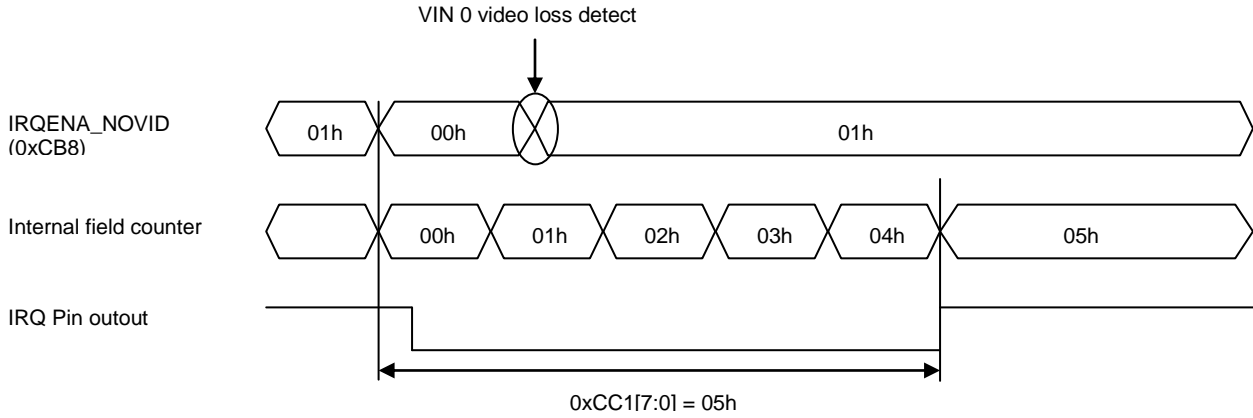 VIN 0 video loss detect
IRQENA_NOVID
(0xCB8)
01h
00h
01h
Internal field counter
00h
01h
02h
03h
04h
05h
IRQ Pin outout
0xCC1[7:0] = 05h